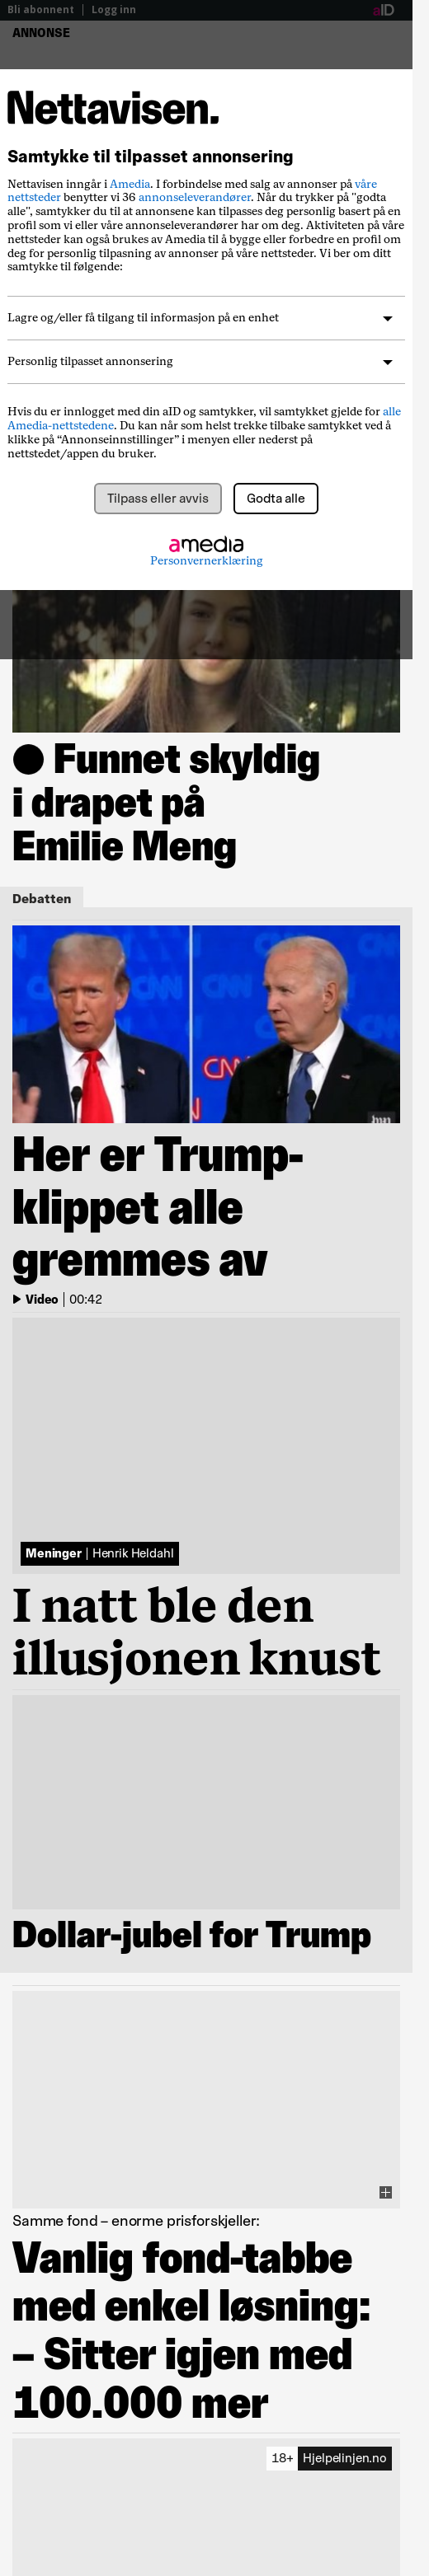 Bli abonnent | Logg inn
aID
ANNONSE
Nettavisen.
Samtykke til tilpasset annonsering
Nettavisen inngår i Amedia. I forbindelse med salg av annonser på våre
nettsteder benytter vi 36 annonseleverandører. Når du trykker på "godta
alle", samtykker du til at annonsene kan tilpasses deg personlig basert på en
profil som vi eller våre annonseleverandører har om deg. Aktiviteten på våre
nettsteder kan også brukes av Amedia til å bygge eller forbedre en profil om
deg for personlig tilpasning av annonser på våre nettsteder. Vi ber om ditt
samtykke til følgende:
Lagre og/eller få tilgang til informasjon på en enhet
Personlig tilpasset annonsering
Hvis du er innlogget med din aID og samtykker, vil samtykket gjelde for alle
Amedia-nettstedene. Du kan når som helst trekke tilbake samtykket ved å
klikke på “Annonseinnstillinger” i menyen eller nederst på
nettstedet/appen du bruker.
Tilpass eller avvis
Godta alle
amedia
Personvernerklæring
Funnet skyldig
i drapet på
Emilie Meng
Debatten
CNN
Her er Trump-
klippet alle
gremmes av
Video | 00:42
Meninger | Henrik Heldahl
I natt ble den
illusjonen knust
Dollar-jubel for Trump
Samme fond – enorme prisforskjeller:
Vanlig fond-tabbe
med enkel løsning:
– Sitter igjen med
100.000 mer
18+ Hjelpelinjen.no